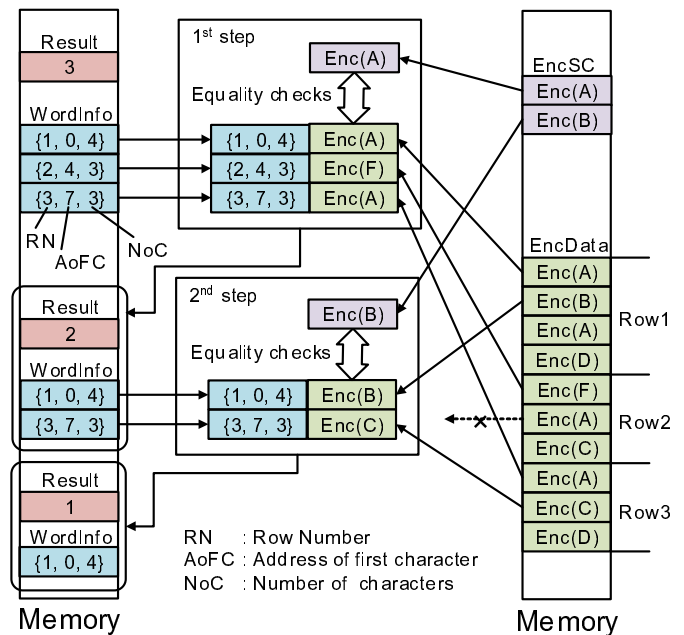 Result
3
WordInfo
{1, 0, 4}
{2, 4, 3}
{3, 7, 3}
RN
AoFC
NoC
Result
2
WordInfo
{1, 0, 4}
{3, 7, 3}
Result
1
WordInfo
{1, 0, 4}
Memory
1st step
Enc(A)
Equality checks
{1, 0, 4} Enc(A)
{2, 4, 3} Enc(F)
{3, 7, 3} Enc(A)
2nd step
Enc(B)
Equality checks
{1, 0, 4} Enc(B)
{3, 7, 3} Enc(C)
RN : Row Number
AoFC : Address of first character
NoC : Number of characters
EncSC
Enc(A)
Enc(B)
EncData
Enc(A)
Enc(B)
Enc(A)
Enc(D)
Row1
Enc(F)
Enc(A)
Enc(C)
Row2
Enc(A)
Enc(C)
Enc(D)
Row3
Memory